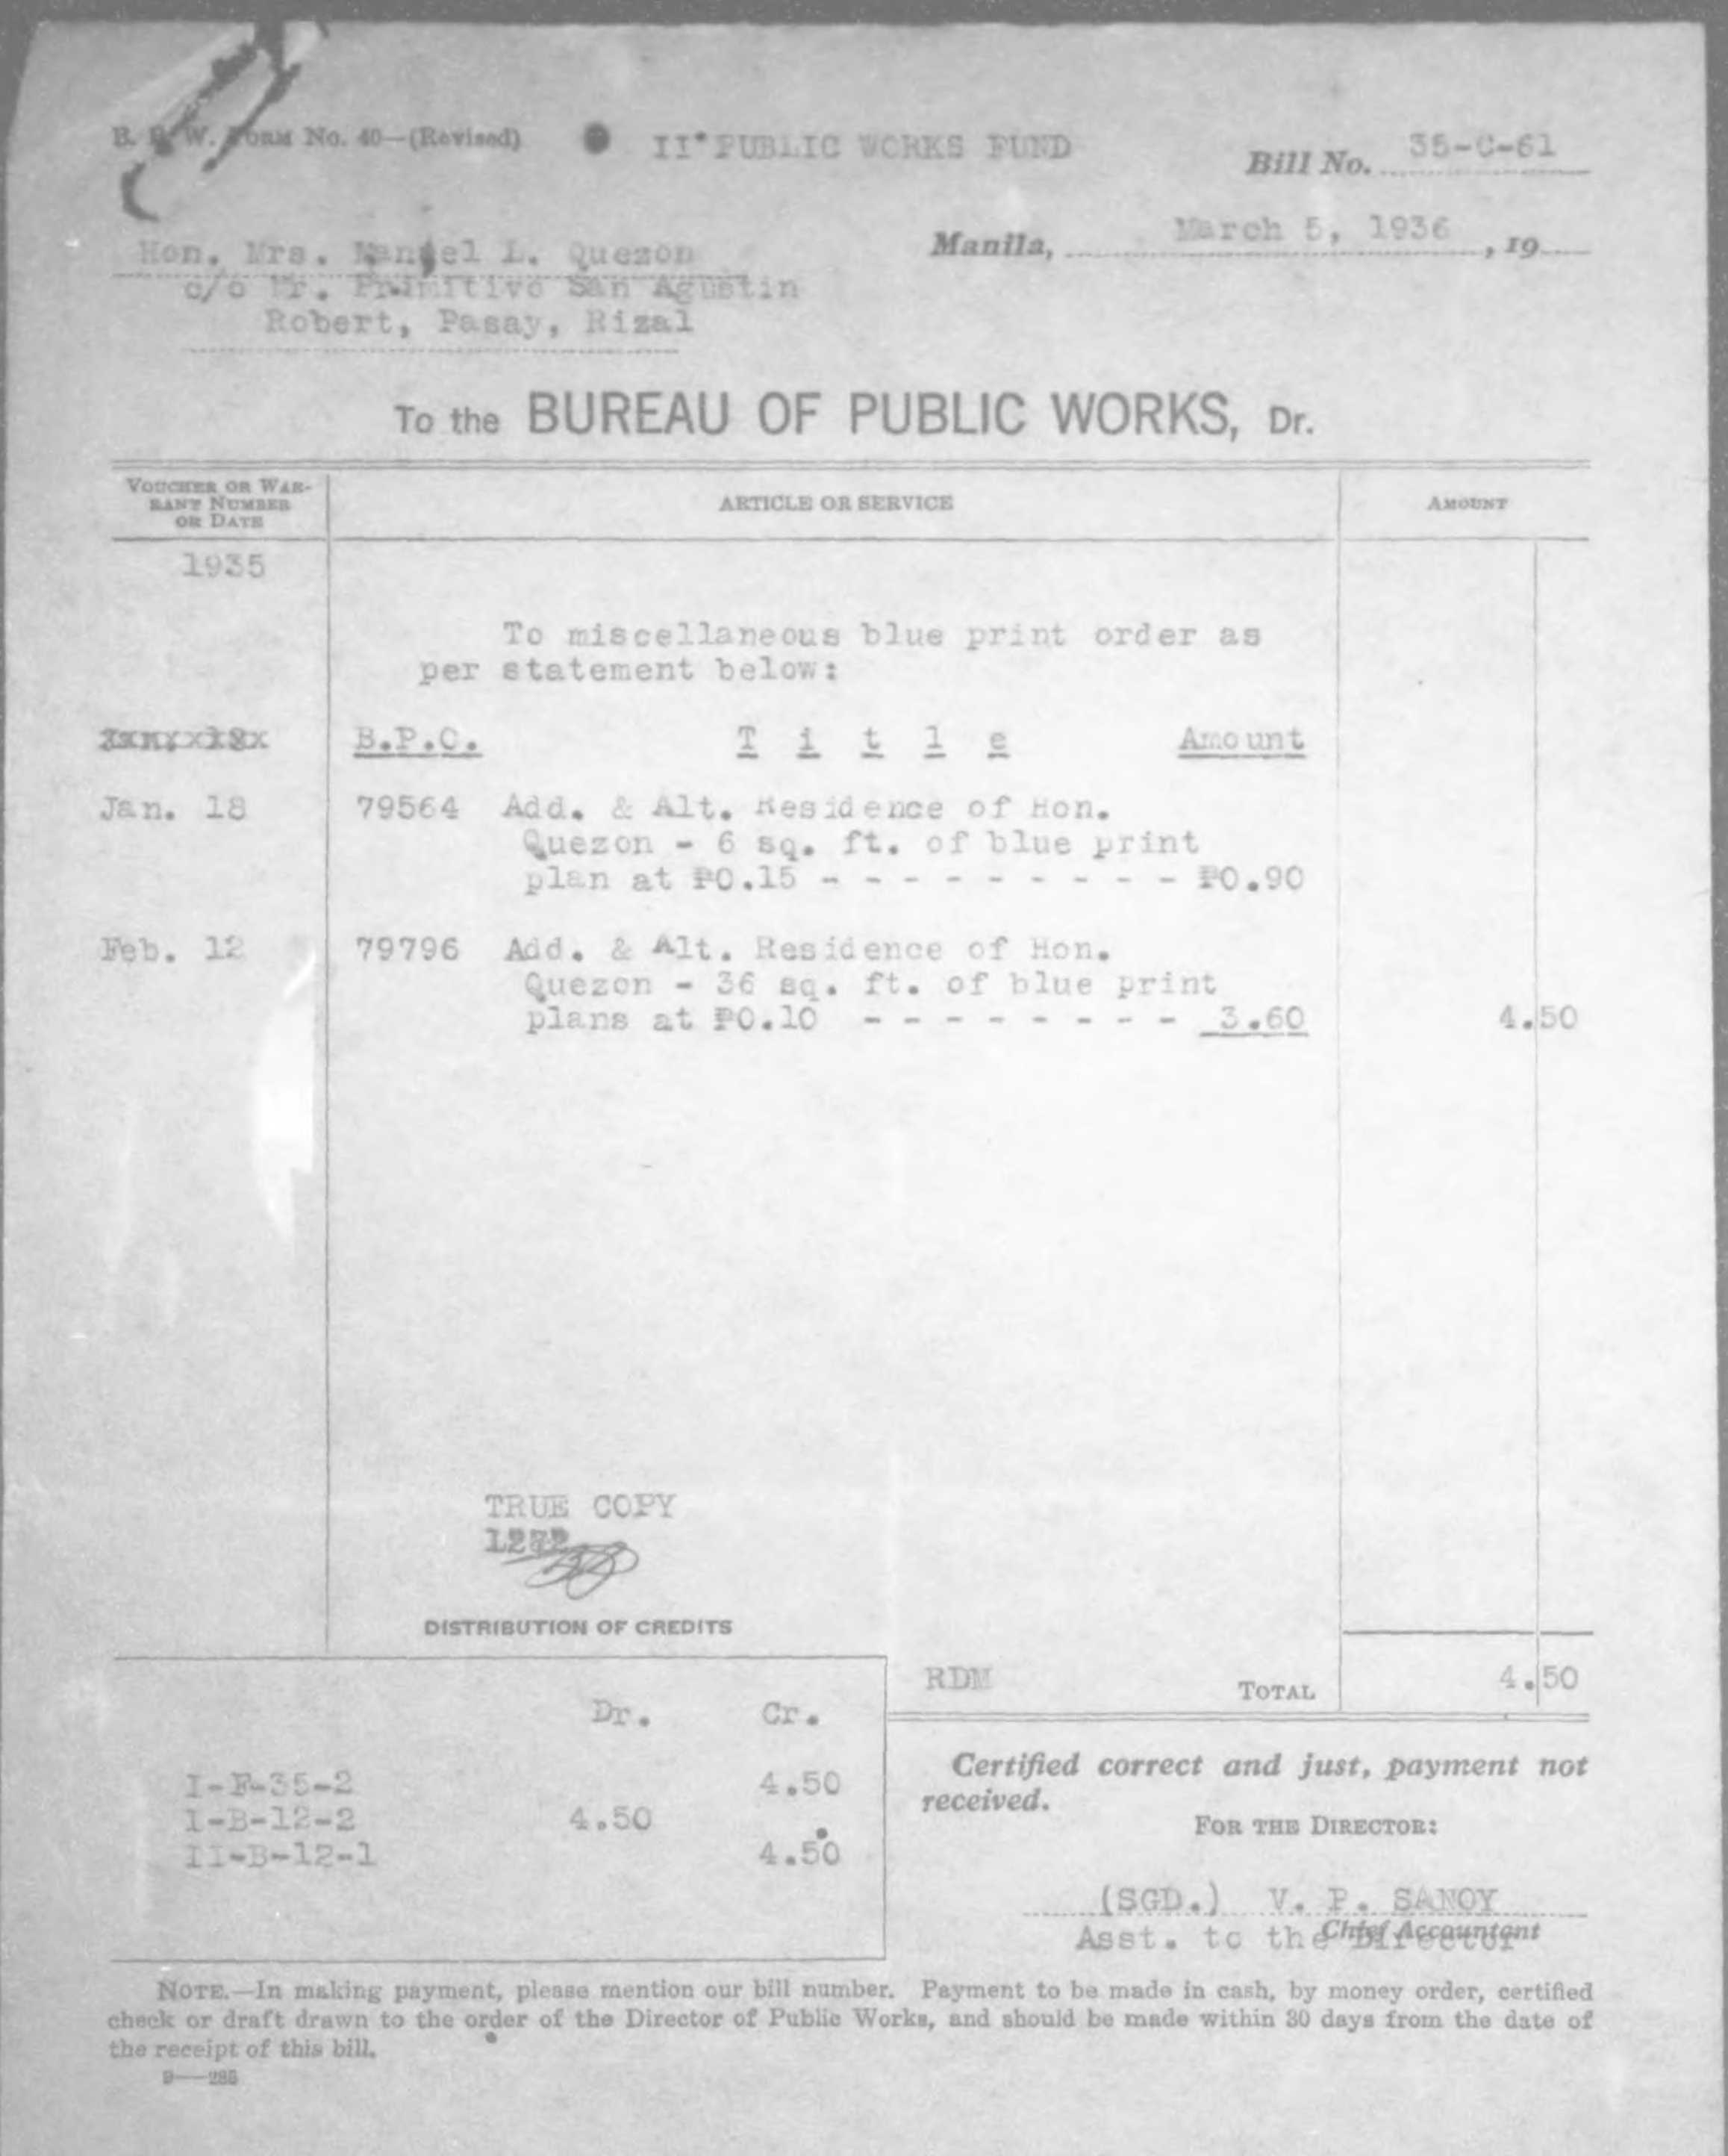 B. P. W. FORM No. 40—(Revised)
II PUBLIC WORKS FUND
Bill No. 35-C-61
Manila, March 5, 1936, 19
Hon. Mrs. Manuel L. Quezon
c/o Mr. Primitivo San Agustin
Robert, Pasay, Rizal
To the BUREAU OF PUBLIC WORKS, Dr.
VOUCHER OR WAR-
RANT NUMBER
OR DATE
ARTICLE OR SERVICE
AMOUNT
1935
To miscellaneous blue print order as
per statement below:
B.P.C. T i t l e Amount
Jan. 18 79564 Add. & Alt. Residence of Hon.
Quezon - 6 sq. ft. of blue print
plan at ₱0.15 - - - - - - - - - ₱0.90
Feb. 12 79796 Add. & Alt. Residence of Hon.
Quezon - 36 sq. ft. of blue print
plans at ₱0.10 - - - - - - - - 3.60 4.50
TRUE COPY
DISTRIBUTION OF CREDITS
RDM TOTAL 4.50
Dr. Cr.
I-F-35-2 4.50
I-B-12-2 4.50
II-B-12-1 4.50
Certified correct and just, payment not
received.
FOR THE DIRECTOR:
(SGD.) V. P. SANOY
Asst. to the Director
Chief Accountant
NOTE.—In making payment, please mention our bill number. Payment to be made in cash, by money order, certified
check or draft drawn to the order of the Director of Public Works, and should be made within 30 days from the date of
the receipt of this bill.
9—285